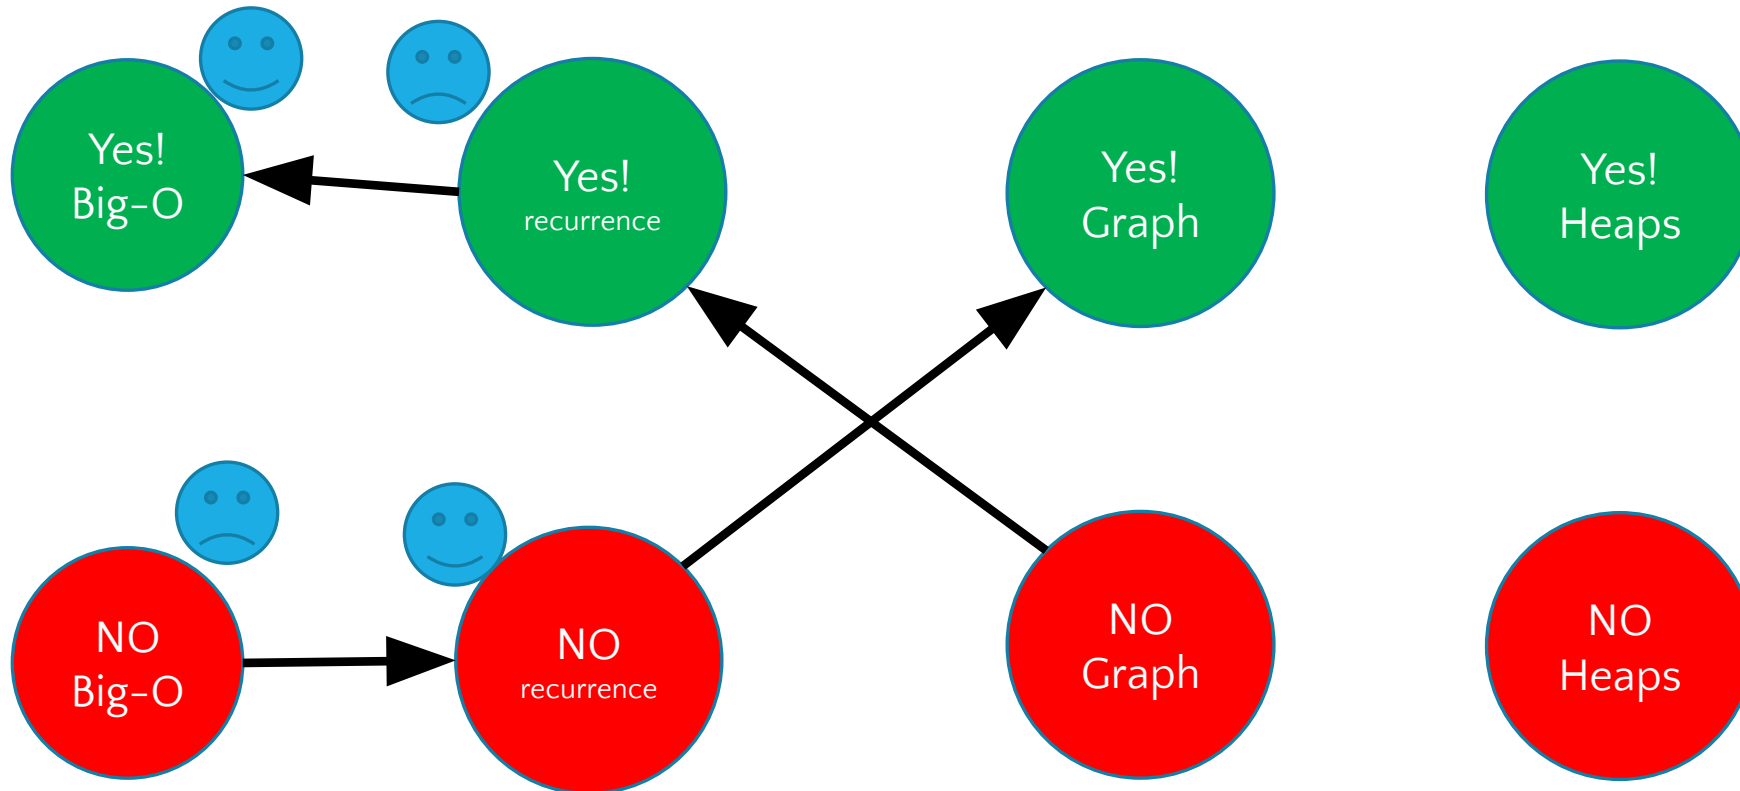 Yes!
Big-O
Yes!
recurrence
Yes!
Graph
Yes!
Heaps
NO
Big-O
NO
recurrence
NO
Graph
NO
Heaps